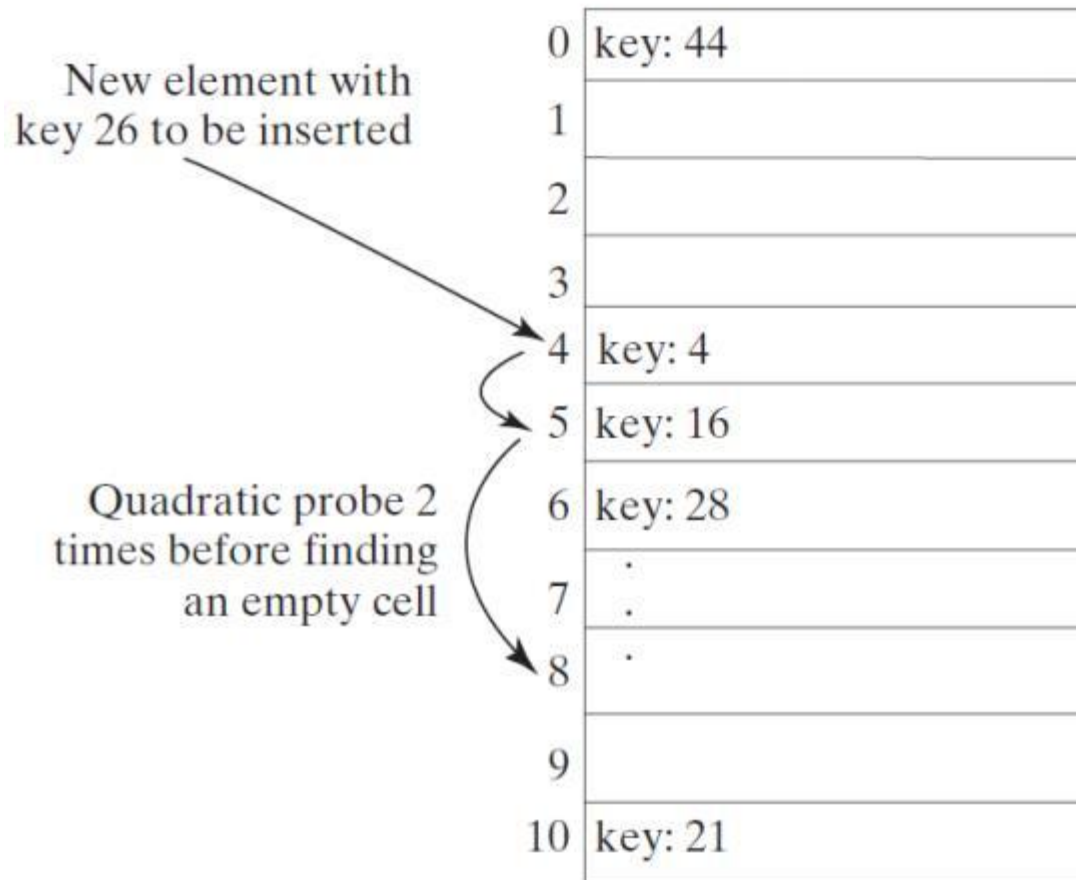 New element with
key 26 to be inserted
0 key: 44
1
2
3
4 key: 4
5 key: 16
Quadratic probe 2
times before finding
an empty cell
6 key: 28
7 .
.
8 .
9
10 key: 21